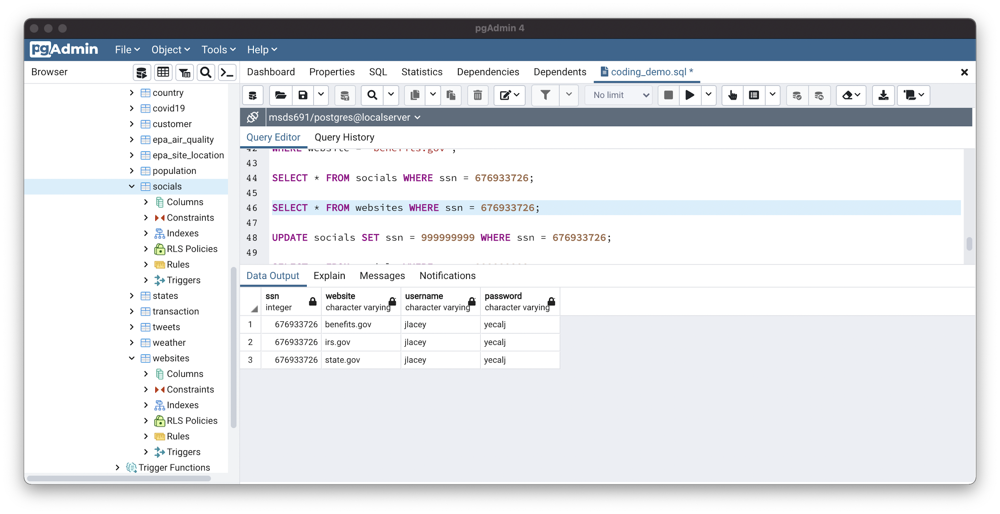 pgAdmin 4
pgAdmin File Object Tools Help
Browser
Dashboard Properties SQL Statistics Dependencies Dependents coding_demo.sql *
No limit
msds691/postgres@localserver
Query Editor Query History
country
covid19
customer
epa_air_quality
epa_site_location
population
socials
Columns
Constraints
Indexes
RLS Policies
Rules
Triggers
states
transaction
tweets
weather
websites
Columns
Constraints
Indexes
RLS Policies
Rules
Triggers
Trigger Functions
42 WHERE website = 'benefits.gov';
43
44 SELECT * FROM socials WHERE ssn = 676933726;
45
46 SELECT * FROM websites WHERE ssn = 676933726;
47
48 UPDATE socials SET ssn = 999999999 WHERE ssn = 676933726;
49
Data Output Explain Messages Notifications
ssn integer website character varying username character varying password character varying
1 676933726 benefits.gov jlacey yecalj
2 676933726 irs.gov jlacey yecalj
3 676933726 state.gov jlacey yecalj